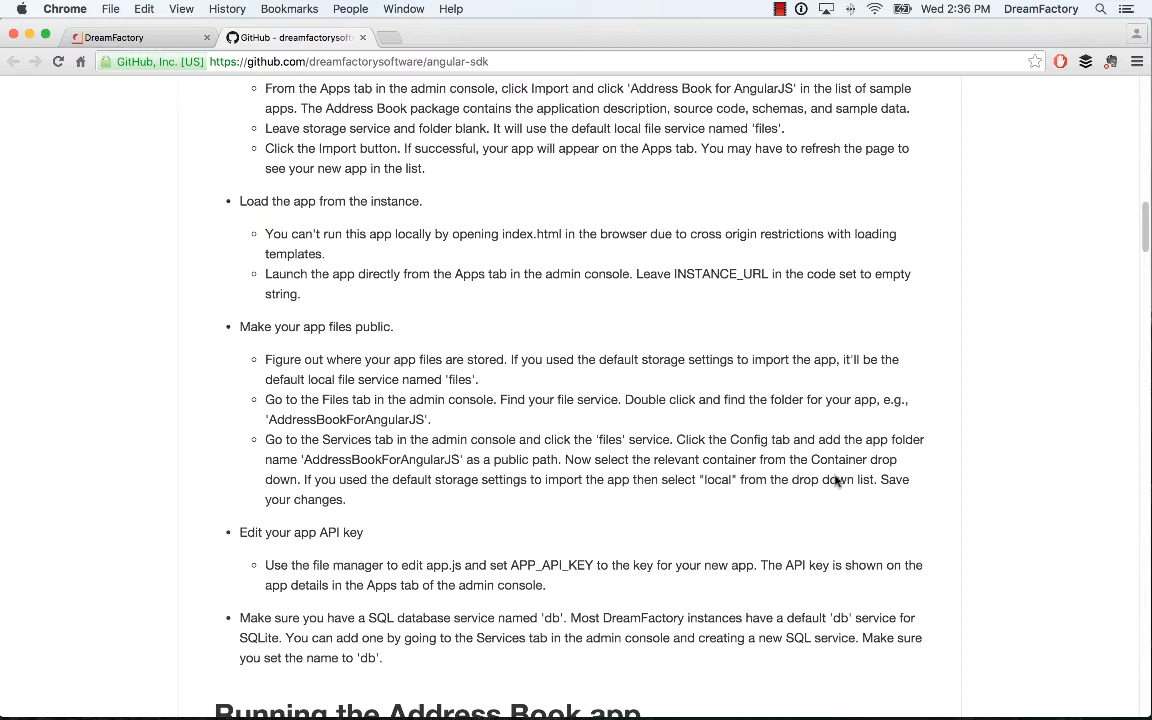 Chrome File Edit View History Bookmarks People Window Help Wed 2:36 PM DreamFactory
DreamFactory
GitHub - dreamfactorysoftw
GitHub, Inc. [US] https://github.com/dreamfactorysoftware/angular-sdk
From the Apps tab in the admin console, click Import and click 'Address Book for AngularJS' in the list of sample
apps. The Address Book package contains the application description, source code, schemas, and sample data.
Leave storage service and folder blank. It will use the default local file service named 'files'.
Click the Import button. If successful, your app will appear on the Apps tab. You may have to refresh the page to
see your new app in the list.
Load the app from the instance.
You can't run this app locally by opening index.html in the browser due to cross origin restrictions with loading
templates.
Launch the app directly from the Apps tab in the admin console. Leave INSTANCE_URL in the code set to empty
string.
Make your app files public.
Figure out where your app files are stored. If you used the default storage settings to import the app, it'll be the
default local file service named 'files'.
Go to the Files tab in the admin console. Find your file service. Double click and find the folder for your app, e.g.,
'AddressBookForAngularJS'.
Go to the Services tab in the admin console and click the 'files' service. Click the Config tab and add the app folder
name 'AddressBookForAngularJS' as a public path. Now select the relevant container from the Container drop
down. If you used the default storage settings to import the app then select "local" from the drop down list. Save
your changes.
Edit your app API key
Use the file manager to edit app.js and set APP_API_KEY to the key for your new app. The API key is shown on the
app details in the Apps tab of the admin console.
Make sure you have a SQL database service named 'db'. Most DreamFactory instances have a default 'db' service for
SQLite. You can add one by going to the Services tab in the admin console and creating a new SQL service. Make sure
you set the name to 'db'.
Running the Address Book app